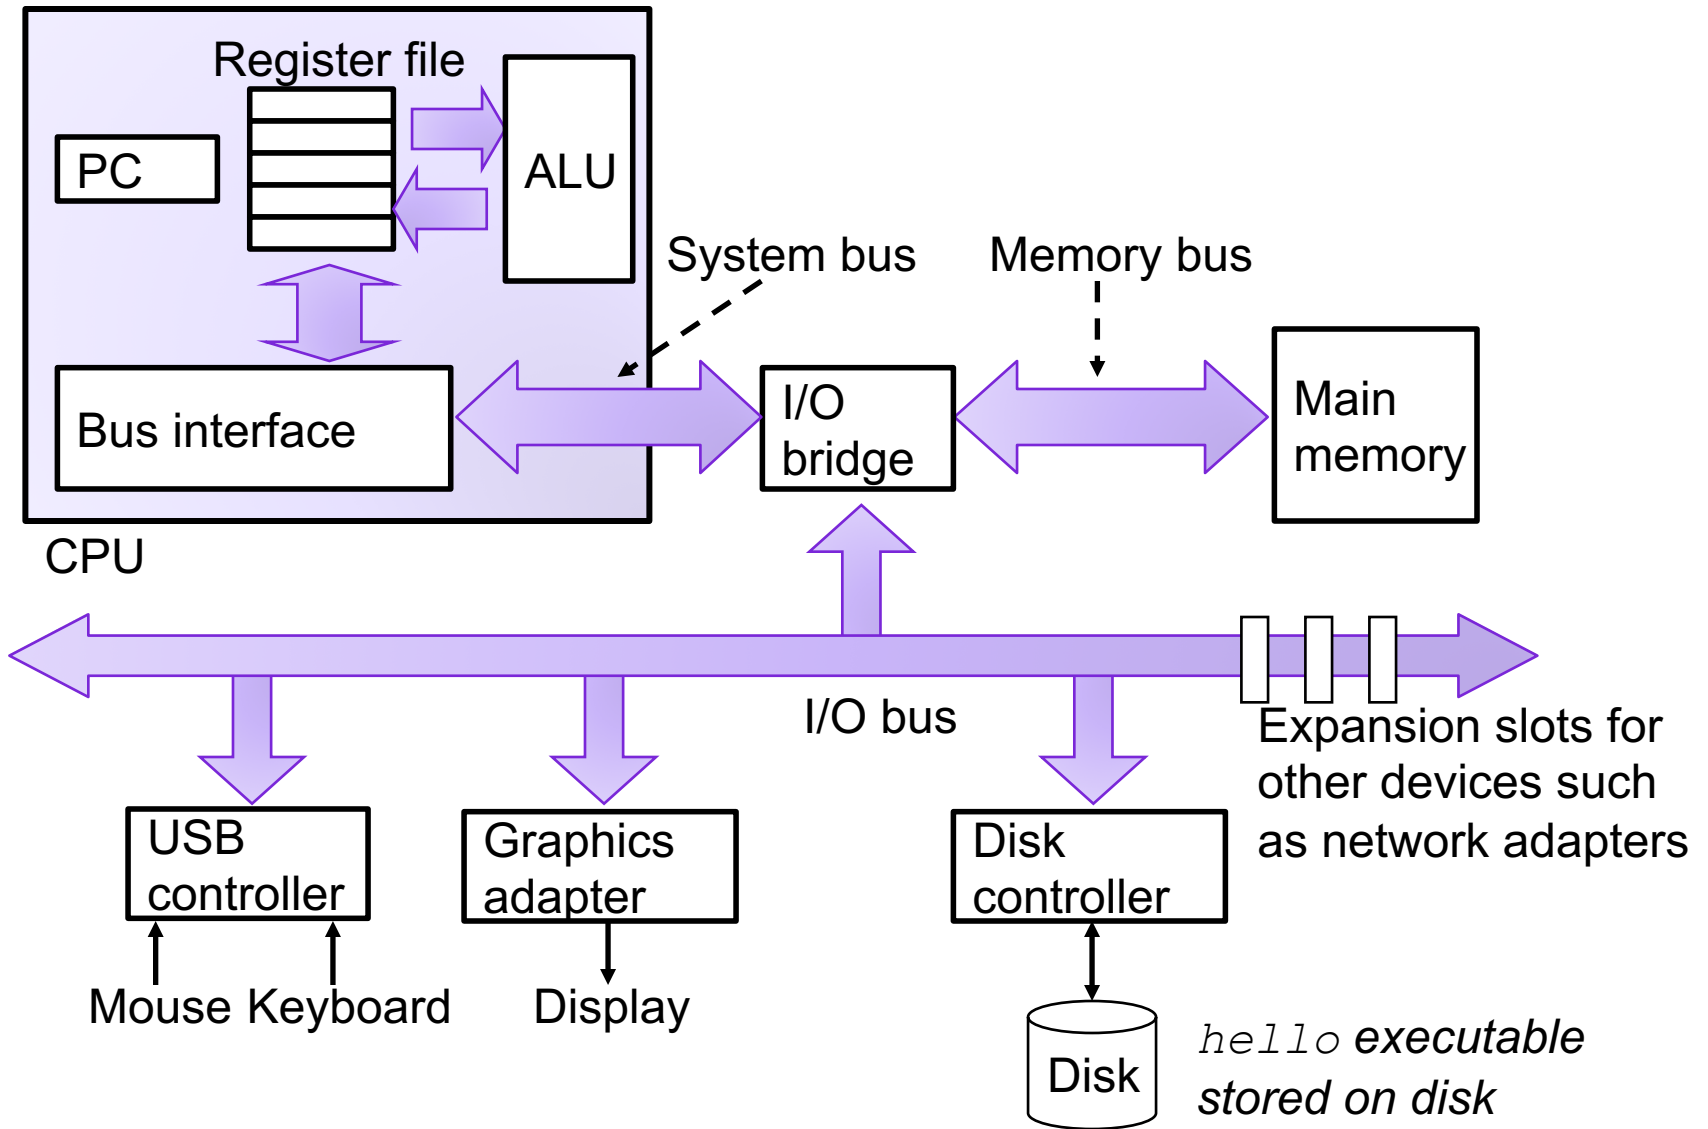 Register file
PC
ALU
System bus
Memory bus
Bus interface
I/O
bridge
Main
memory
CPU
I/O bus
Expansion slots for
other devices such
as network adapters
USB
controller
Graphics
adapter
Disk
controller
Mouse Keyboard
Display
Disk
hello executable
stored on disk